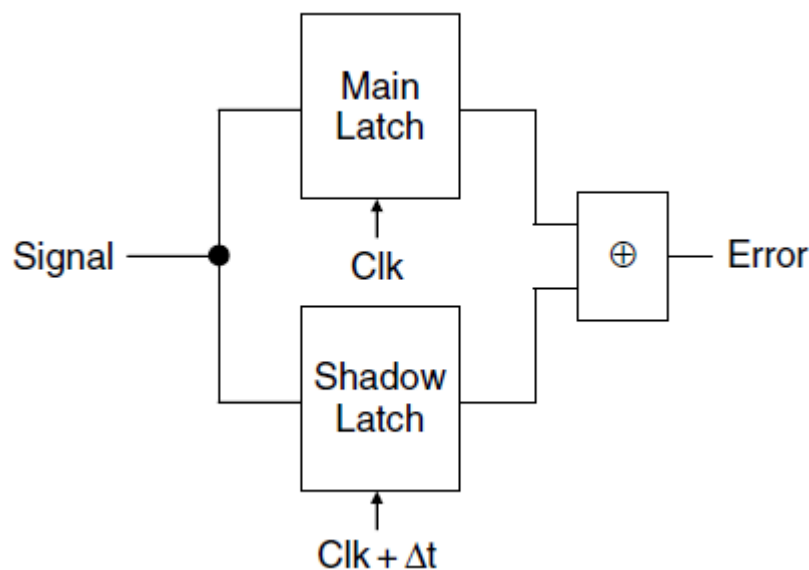 Main
Latch
Signal
Clk
⊕
Error
Shadow
Latch
Clk + Δt